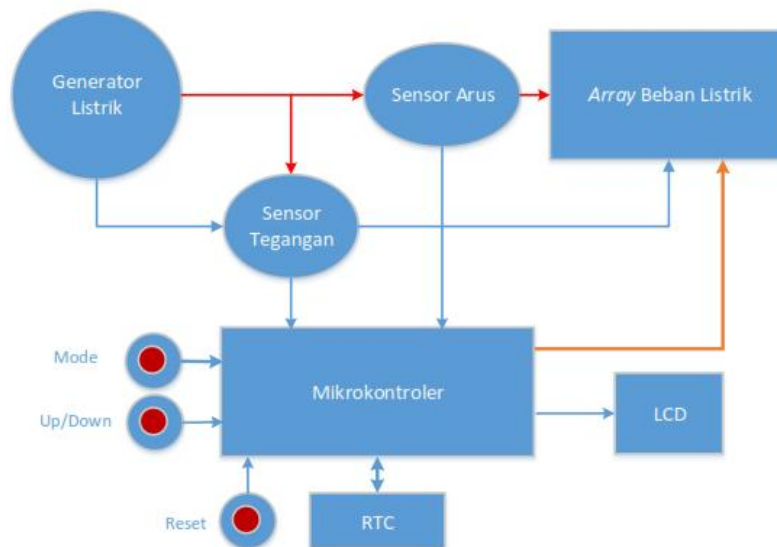 Generator
Listrik
Sensor Arus
Array Beban Listrik
Sensor
Tegangan
Mode
Mikrokontroler
Up/Down
LCD
Reset
RTC